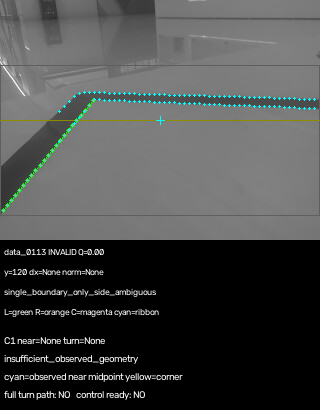 data_0113 INVALID Q=0.00
y=120 dx=None norm=None
single_boundary_only_side_ambiguous
L=green R=orange C=magenta cyan=ribbon
C1 near=None turn=None
insufficient_observed_geometry
cyan=observed near midpoint yellow=corner
full turn path: NO control ready: NO